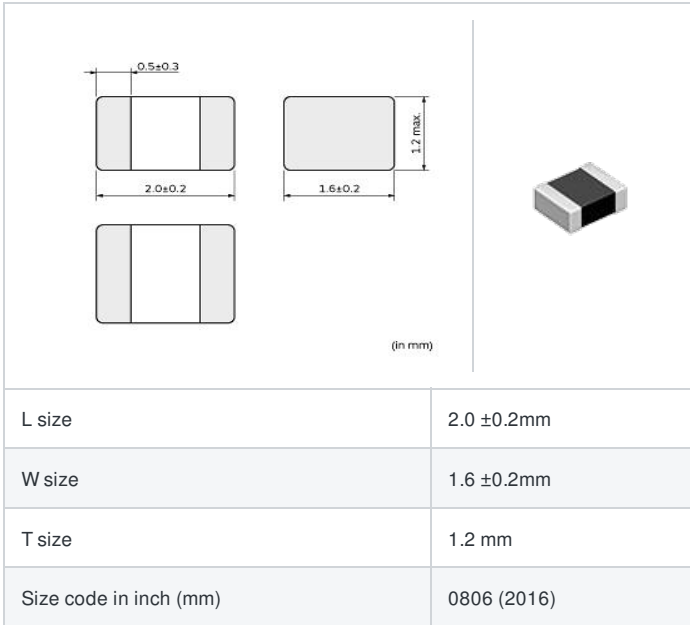 0.5±0.3
1.2 max.
2.0±0.2
1.6±0.2
(in mm)
L size 2.0 ±0.2mm
W size 1.6 ±0.2mm
T size 1.2 mm
Size code in inch (mm) 0806 (2016)